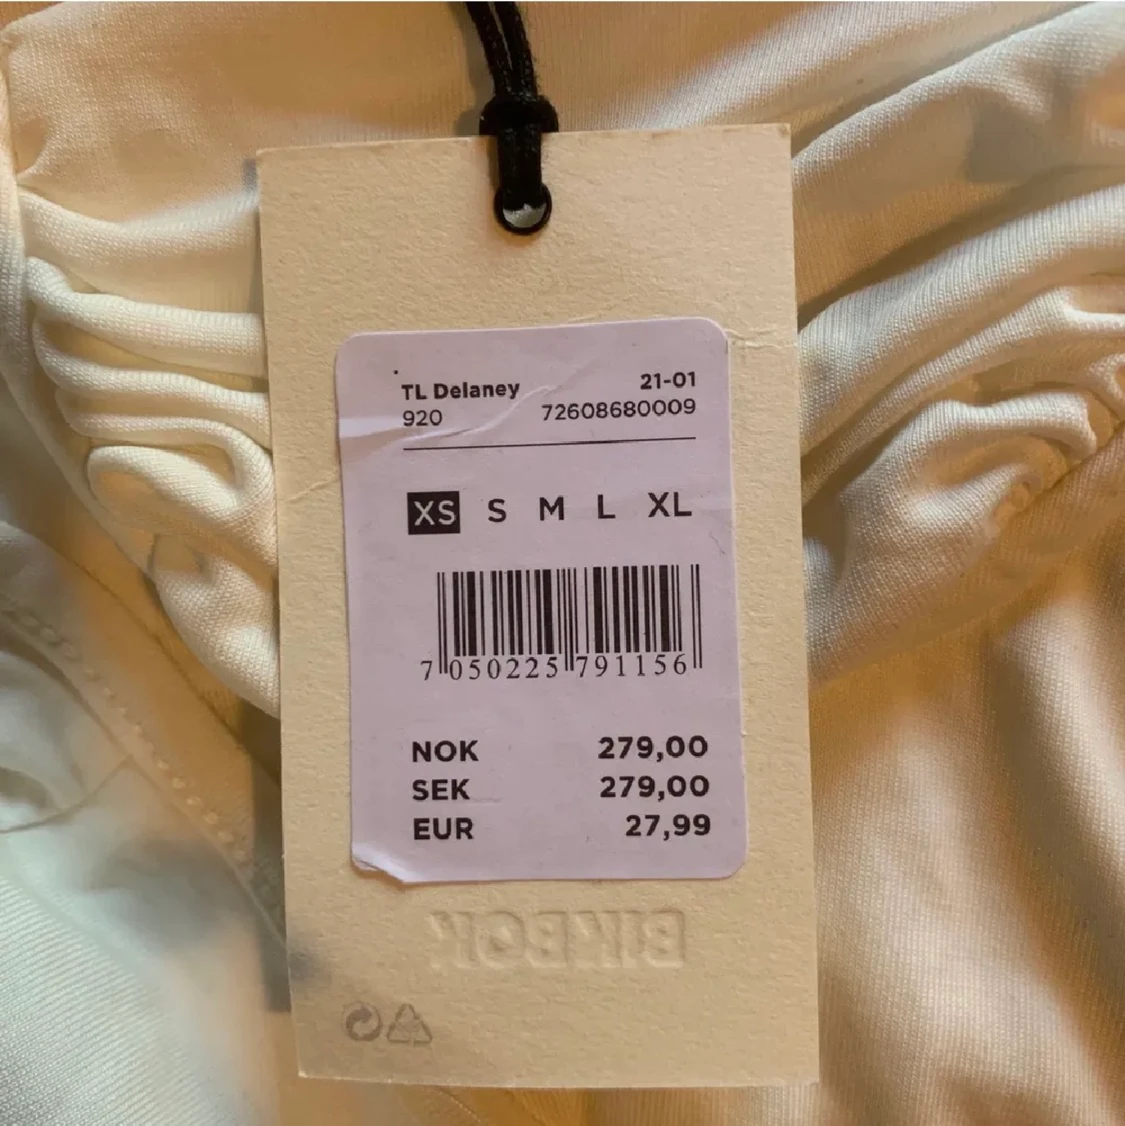 TL Delaney 21-01
920 72608680009
XS S M L XL
7 050225 791156
NOK 279,00
SEK 279,00
EUR 27,99
BIKBOK